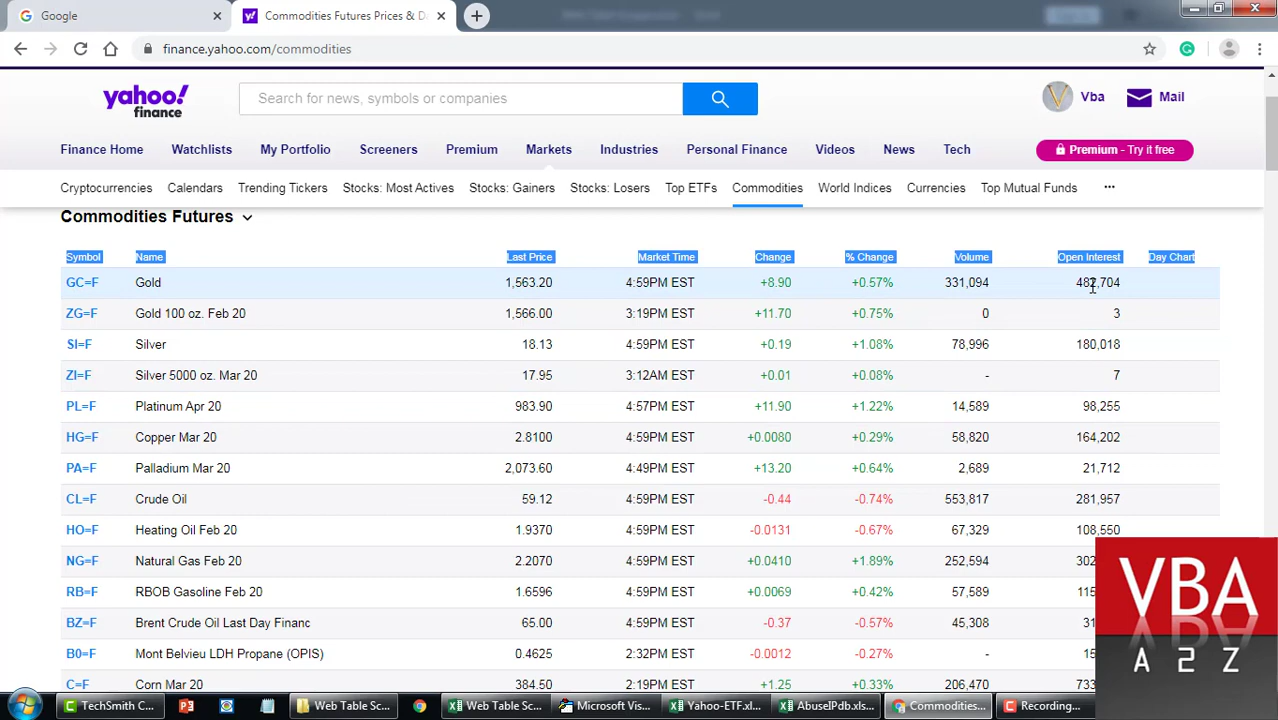 Google
Commodities Futures Prices & D
finance.yahoo.com/commodities
yahoo!
finance
Search for news, symbols or companies
Vba
Mail
Finance Home Watchlists My Portfolio Screeners Premium Markets Industries Personal Finance Videos News Tech
Premium - Try it free
Cryptocurrencies Calendars Trending Tickers Stocks: Most Actives Stocks: Gainers Stocks: Losers Top ETFs Commodities World Indices Currencies Top Mutual Funds
Commodities Futures
Symbol Name Last Price Market Time Change % Change Volume Open Interest Day Chart
GC=F Gold 1,563.20 4:59PM EST +8.90 +0.57% 331,094 482,704
ZG=F Gold 100 oz. Feb 20 1,566.00 3:19PM EST +11.70 +0.75% 0 3
SI=F Silver 18.13 4:59PM EST +0.19 +1.08% 78,996 180,018
ZI=F Silver 5000 oz. Mar 20 17.95 3:12AM EST +0.01 +0.08% - 7
PL=F Platinum Apr 20 983.90 4:57PM EST +11.90 +1.22% 14,589 98,255
HG=F Copper Mar 20 2.8100 4:59PM EST +0.0080 +0.29% 58,820 164,202
PA=F Palladium Mar 20 2,073.60 4:49PM EST +13.20 +0.64% 2,689 21,712
CL=F Crude Oil 59.12 4:59PM EST -0.44 -0.74% 553,817 281,957
HO=F Heating Oil Feb 20 1.9370 4:59PM EST -0.0131 -0.67% 67,329 108,550
NG=F Natural Gas Feb 20 2.2070 4:59PM EST +0.0410 +1.89% 252,594 302
RB=F RBOB Gasoline Feb 20 1.6596 4:59PM EST +0.0069 +0.42% 57,589 115
BZ=F Brent Crude Oil Last Day Financ 65.00 4:59PM EST -0.37 -0.57% 45,308 31
B0=F Mont Belvieu LDH Propane (OPIS) 0.4625 2:32PM EST -0.0012 -0.27% - 15
C=F Corn Mar 20 384.50 2:19PM EST +1.25 +0.33% 206,470 733
VBA
A 2 Z
TechSmith C... Web Table Sc... Web Table Sc... Microsoft Vis... Yahoo-ETF.xl... AbuseIPdb.xls... Commodities... Recording...